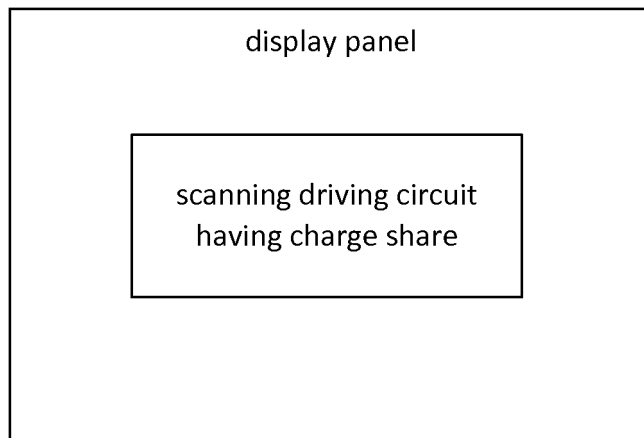 display panel
scanning driving circuit
having charge share